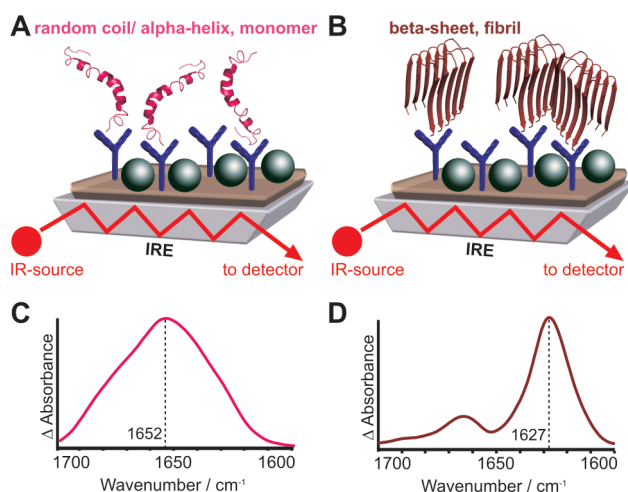 A random coil/ alpha-helix, monomer
B beta-sheet, fibril
IRE
IR-source
to detector
IRE
IR-source
to detector
C
Δ Absorbance
1652
1700 1650 1600
Wavenumber / cm⁻¹
D
Δ Absorbance
1627
1700 1650 1600
Wavenumber / cm⁻¹